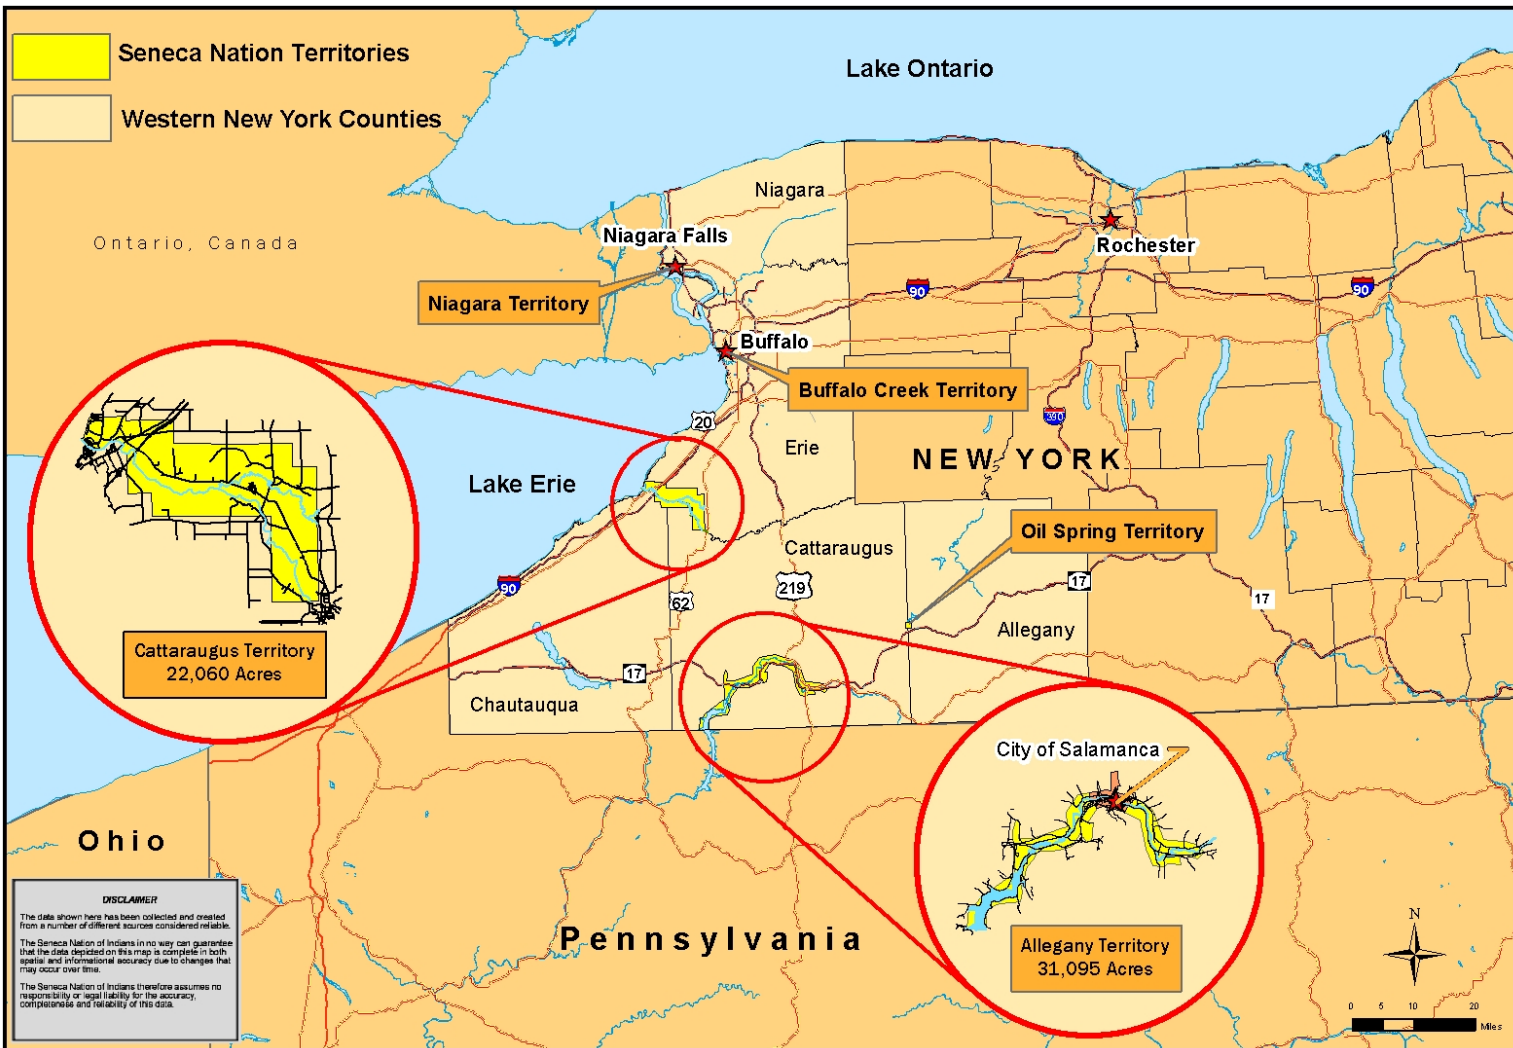 Seneca Nation Territories
Western New York Counties
Lake Ontario
Ontario, Canada
Niagara
Niagara Falls
Rochester
Niagara Territory
90
90
Buffalo
Buffalo Creek Territory
20
Erie
NEW YORK
Lake Erie
Oil Spring Territory
Cattaraugus
90
62
219
17
17
Allegany
Cattaraugus Territory
22,060 Acres
17
Chautauqua
City of Salamanca
Ohio
Pennsylvania
Allegany Territory
31,095 Acres
DISCLAIMER
The data shown here has been collected and created
from a number of different sources considered reliable.
The Seneca Nation of Indians in no way can guarantee
that the data depicted on this map is complete in both
spatial and informational accuracy due to changes that
may occur over time.
The Seneca Nation of Indians therefore assumes no
responsibility or legal liability for the accuracy,
completeness and reliability of this data.
N
0 5 10 20
Miles